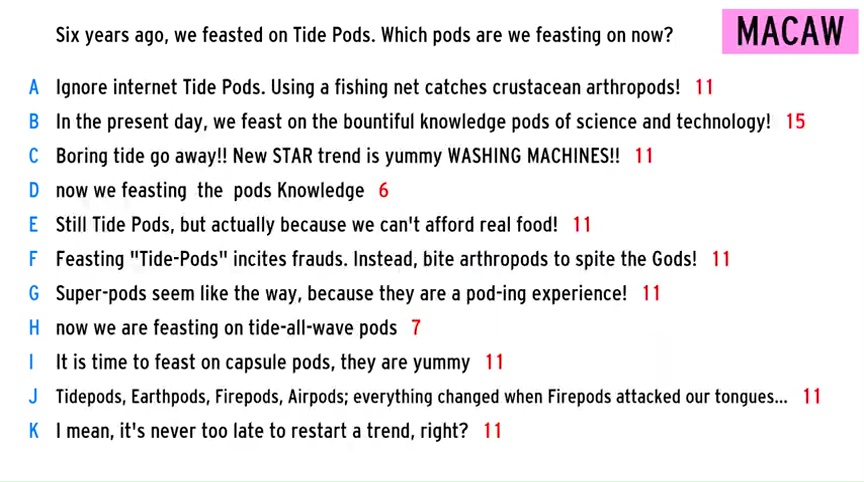 Six years ago, we feasted on Tide Pods. Which pods are we feasting on now?
MACAW
A Ignore internet Tide Pods. Using a fishing net catches crustacean arthropods! 11
B In the present day, we feast on the bountiful knowledge pods of science and technology! 15
C Boring tide go away!! New STAR trend is yummy WASHING MACHINES!! 11
D now we feasting the pods Knowledge 6
E Still Tide Pods, but actually because we can't afford real food! 11
F Feasting "Tide-Pods" incites frauds. Instead, bite arthropods to spite the Gods! 11
G Super-pods seem like the way, because they are a pod-ing experience! 11
H now we are feasting on tide-all-wave pods 7
I It is time to feast on capsule pods, they are yummy 11
J Tidepods, Earthpods, Firepods, Airpods; everything changed when Firepods attacked our tongues... 11
K I mean, it's never too late to restart a trend, right? 11